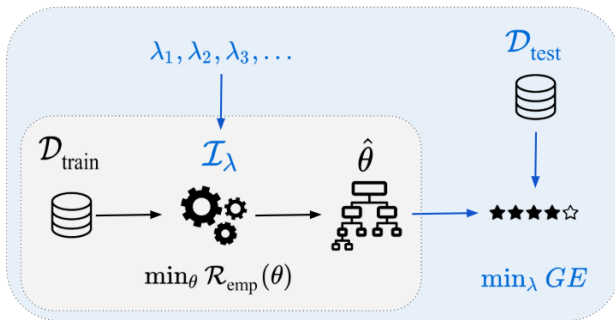 λ₁, λ₂, λ₃, …
𝒟_test
𝒟_train
ℐ_λ
θ̂
min_θ ℛ_emp(θ)
min_λ GE